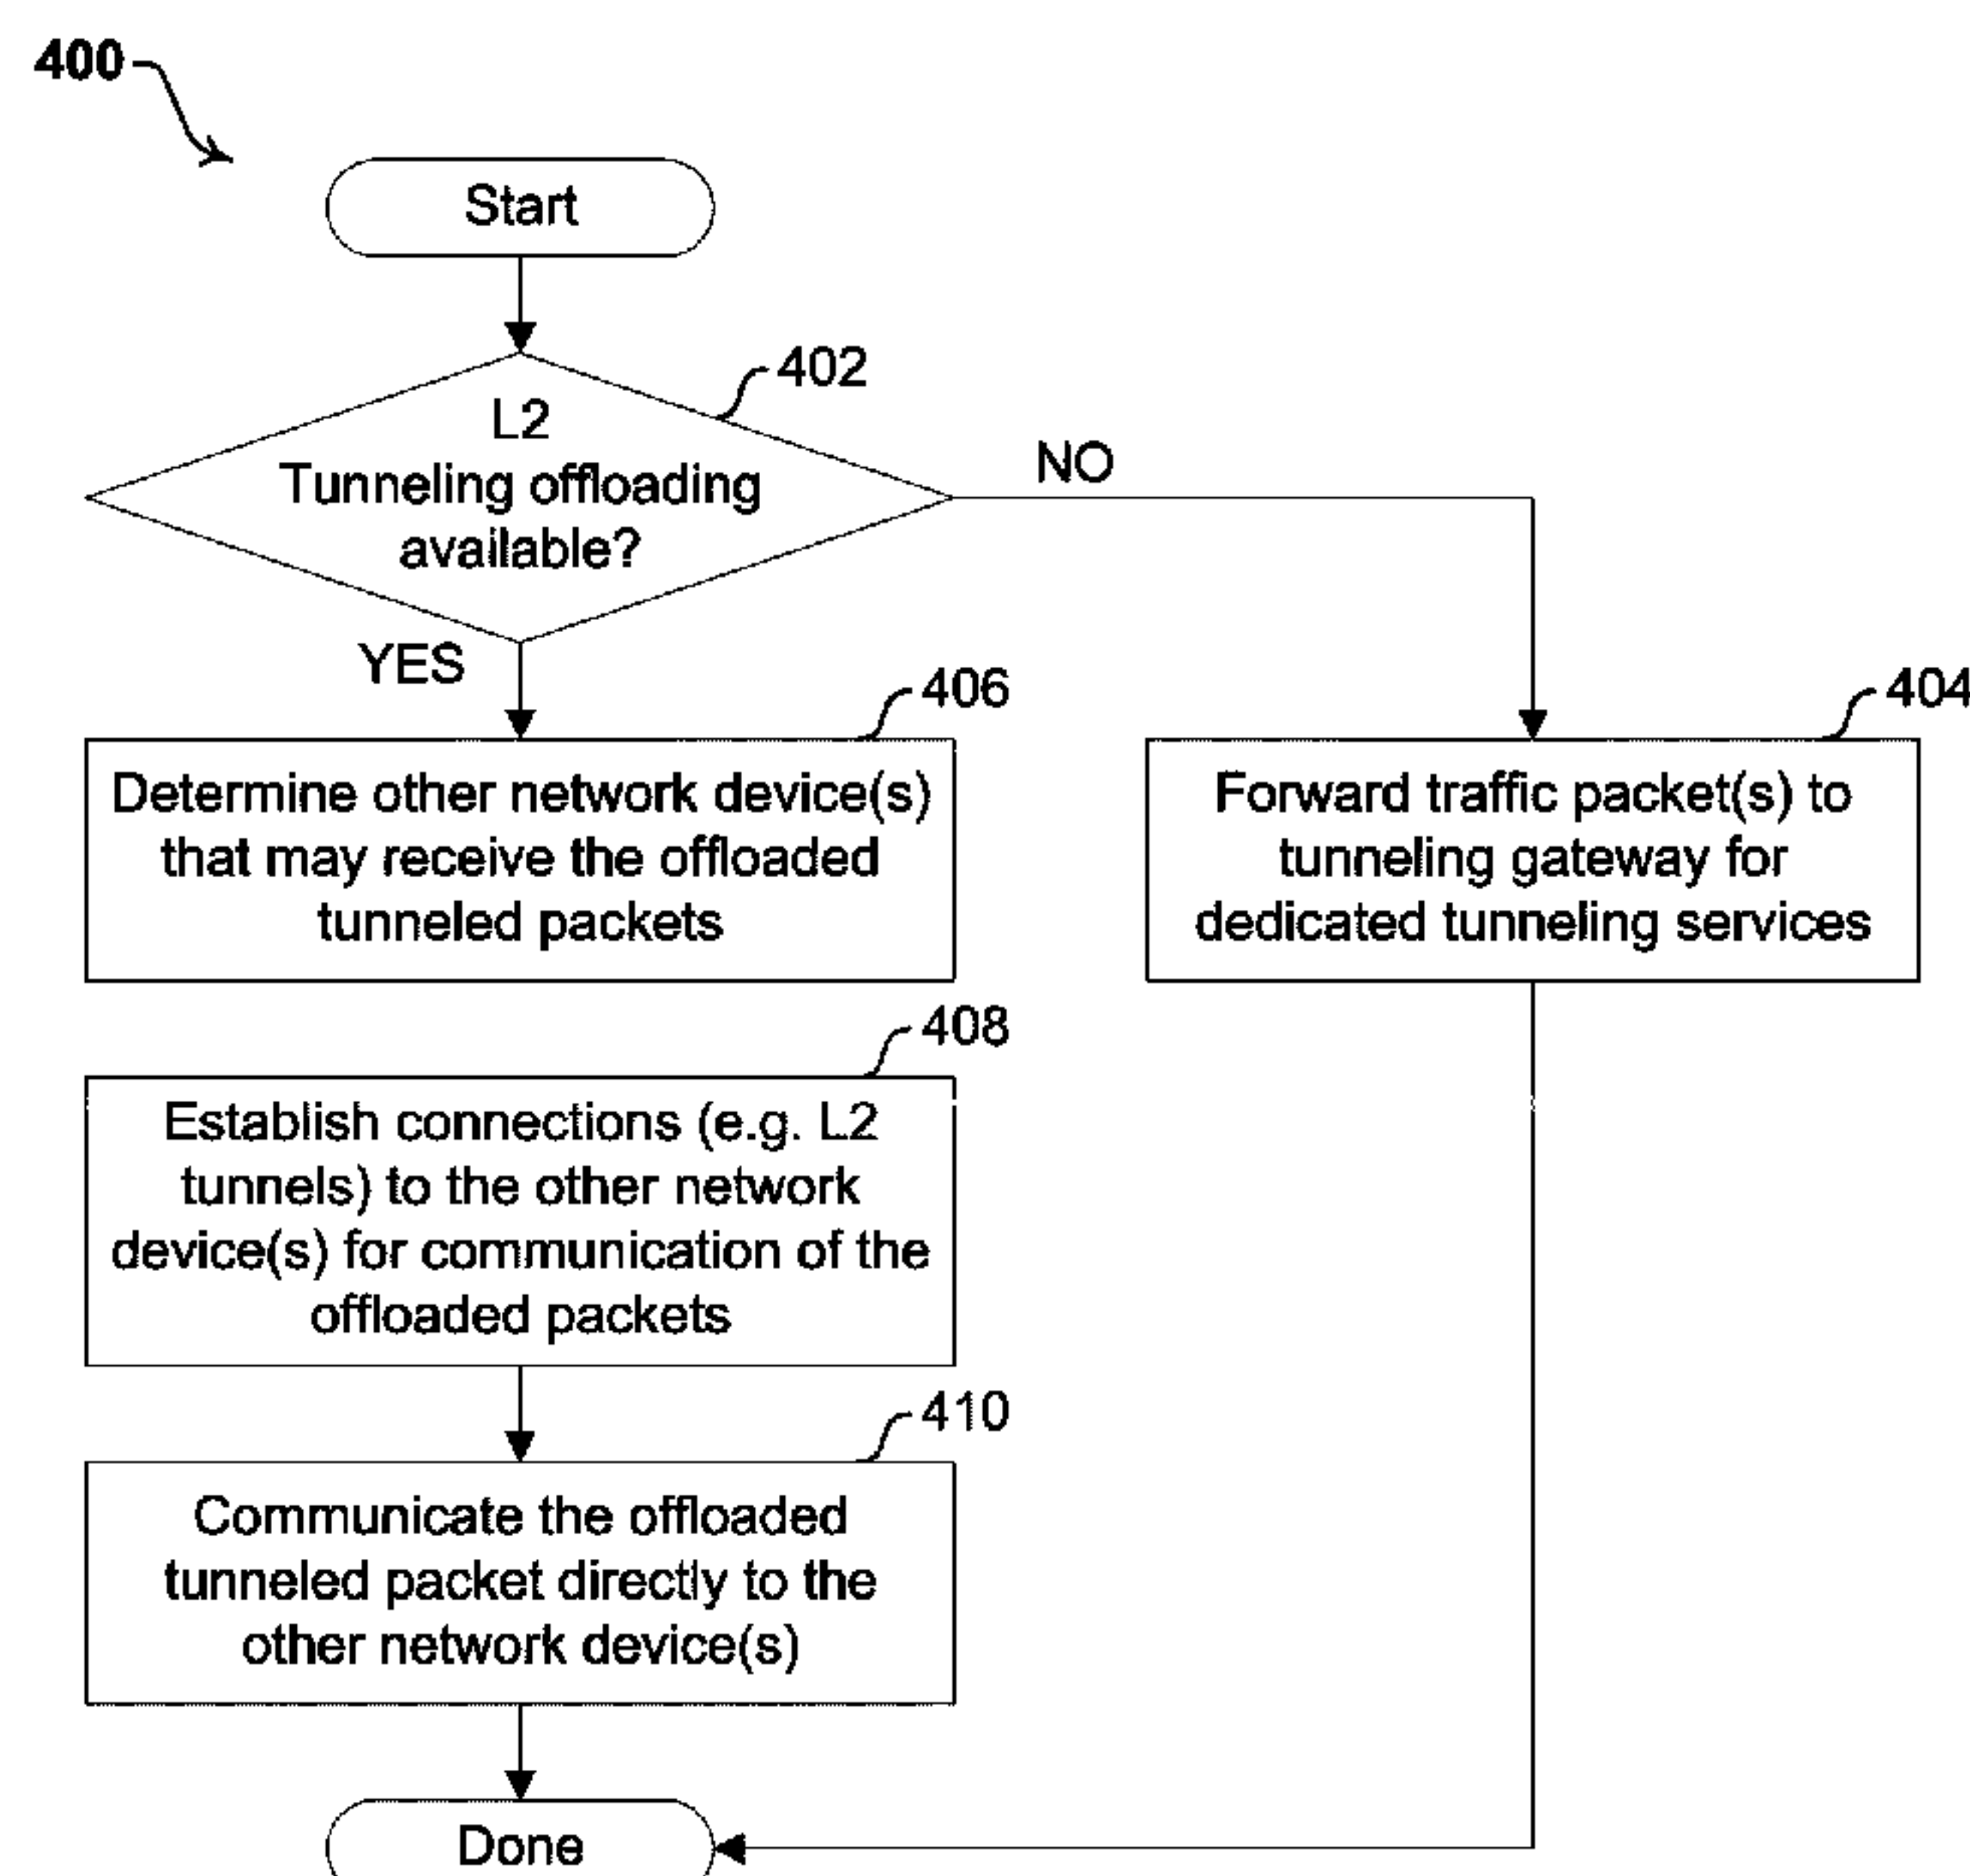 400
Start
402
L2
Tunneling offloading
available?
NO
YES
406
Determine other network device(s)
that may receive the offloaded
tunneled packets
404
Forward traffic packet(s) to
tunneling gateway for
dedicated tunneling services
408
Establish connections (e.g. L2
tunnels) to the other network
device(s) for communication of the
offloaded packets
410
Communicate the offloaded
tunneled packet directly to the
other network device(s)
Done